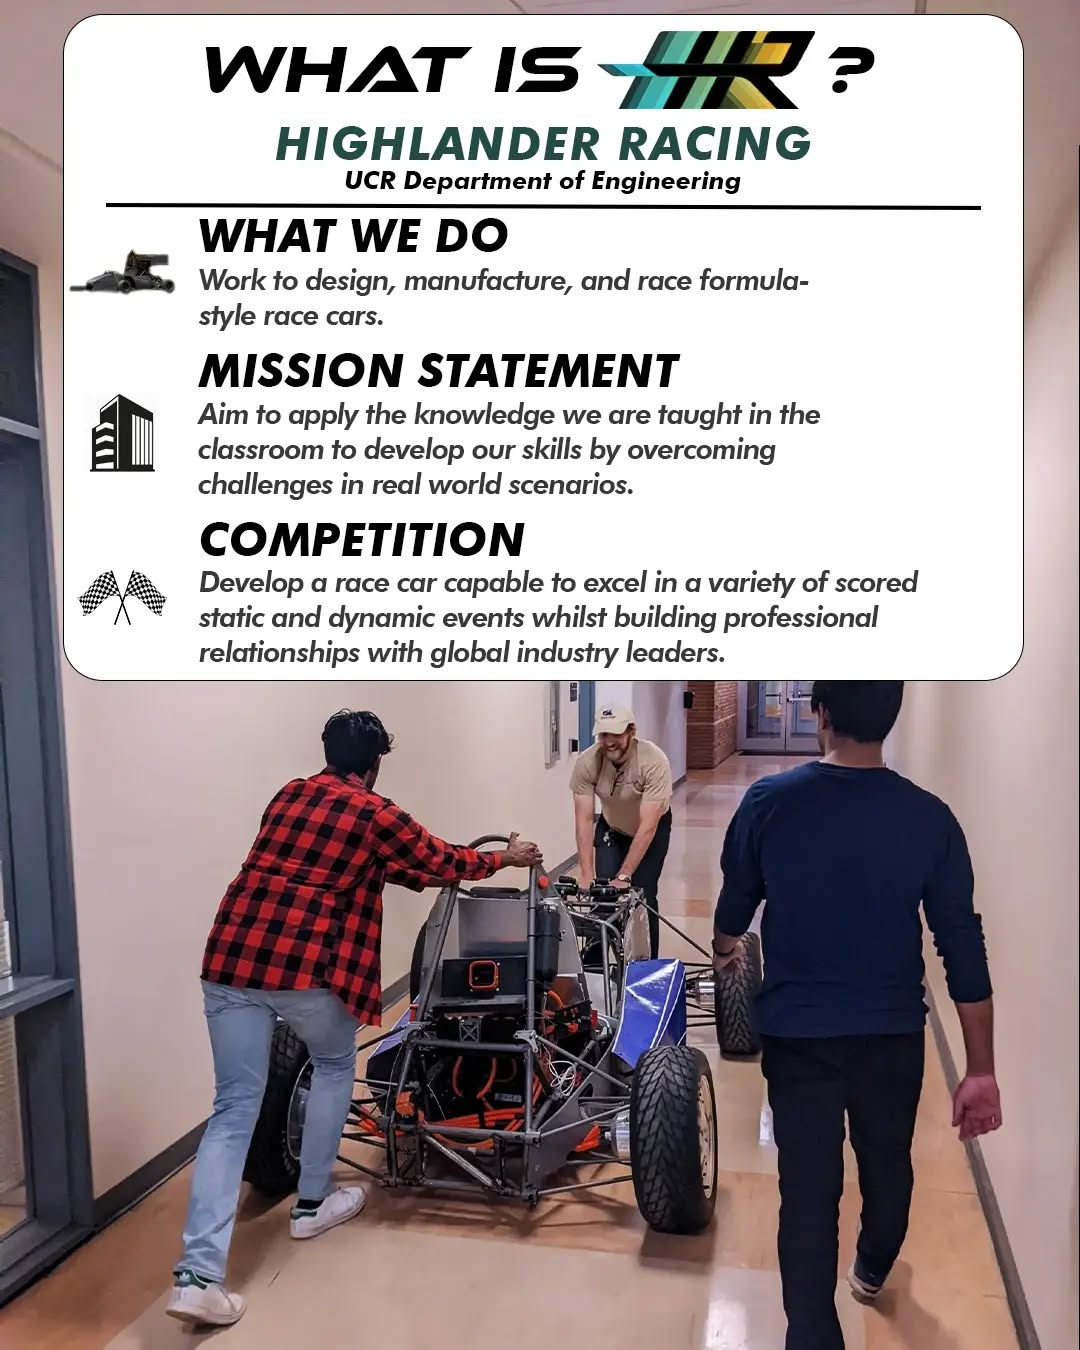 WHAT IS HR ?
HIGHLANDER RACING
UCR Department of Engineering
WHAT WE DO
Work to design, manufacture, and race formula-
style race cars.
MISSION STATEMENT
Aim to apply the knowledge we are taught in the
classroom to develop our skills by overcoming
challenges in real world scenarios.
COMPETITION
Develop a race car capable to excel in a variety of scored
static and dynamic events whilst building professional
relationships with global industry leaders.